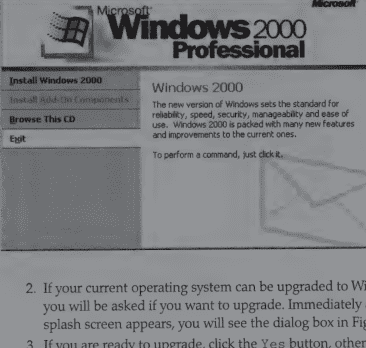 Microsoft
Microsoft
Windows 2000
Professional
Install Windows 2000
Install Add-On Components
Browse This CD
Exit
Windows 2000
The new version of Windows sets the standard for
reliability, speed, security, manageability and ease of
use. Windows 2000 is packed with many new features
and improvements to the current ones.
To perform a command, just click it.
2. If your current operating system can be upgraded to Wi
you will be asked if you want to upgrade. Immediately
splash screen appears, you will see the dialog box in Fig
3. If you are ready to upgrade, click the Yes button, other